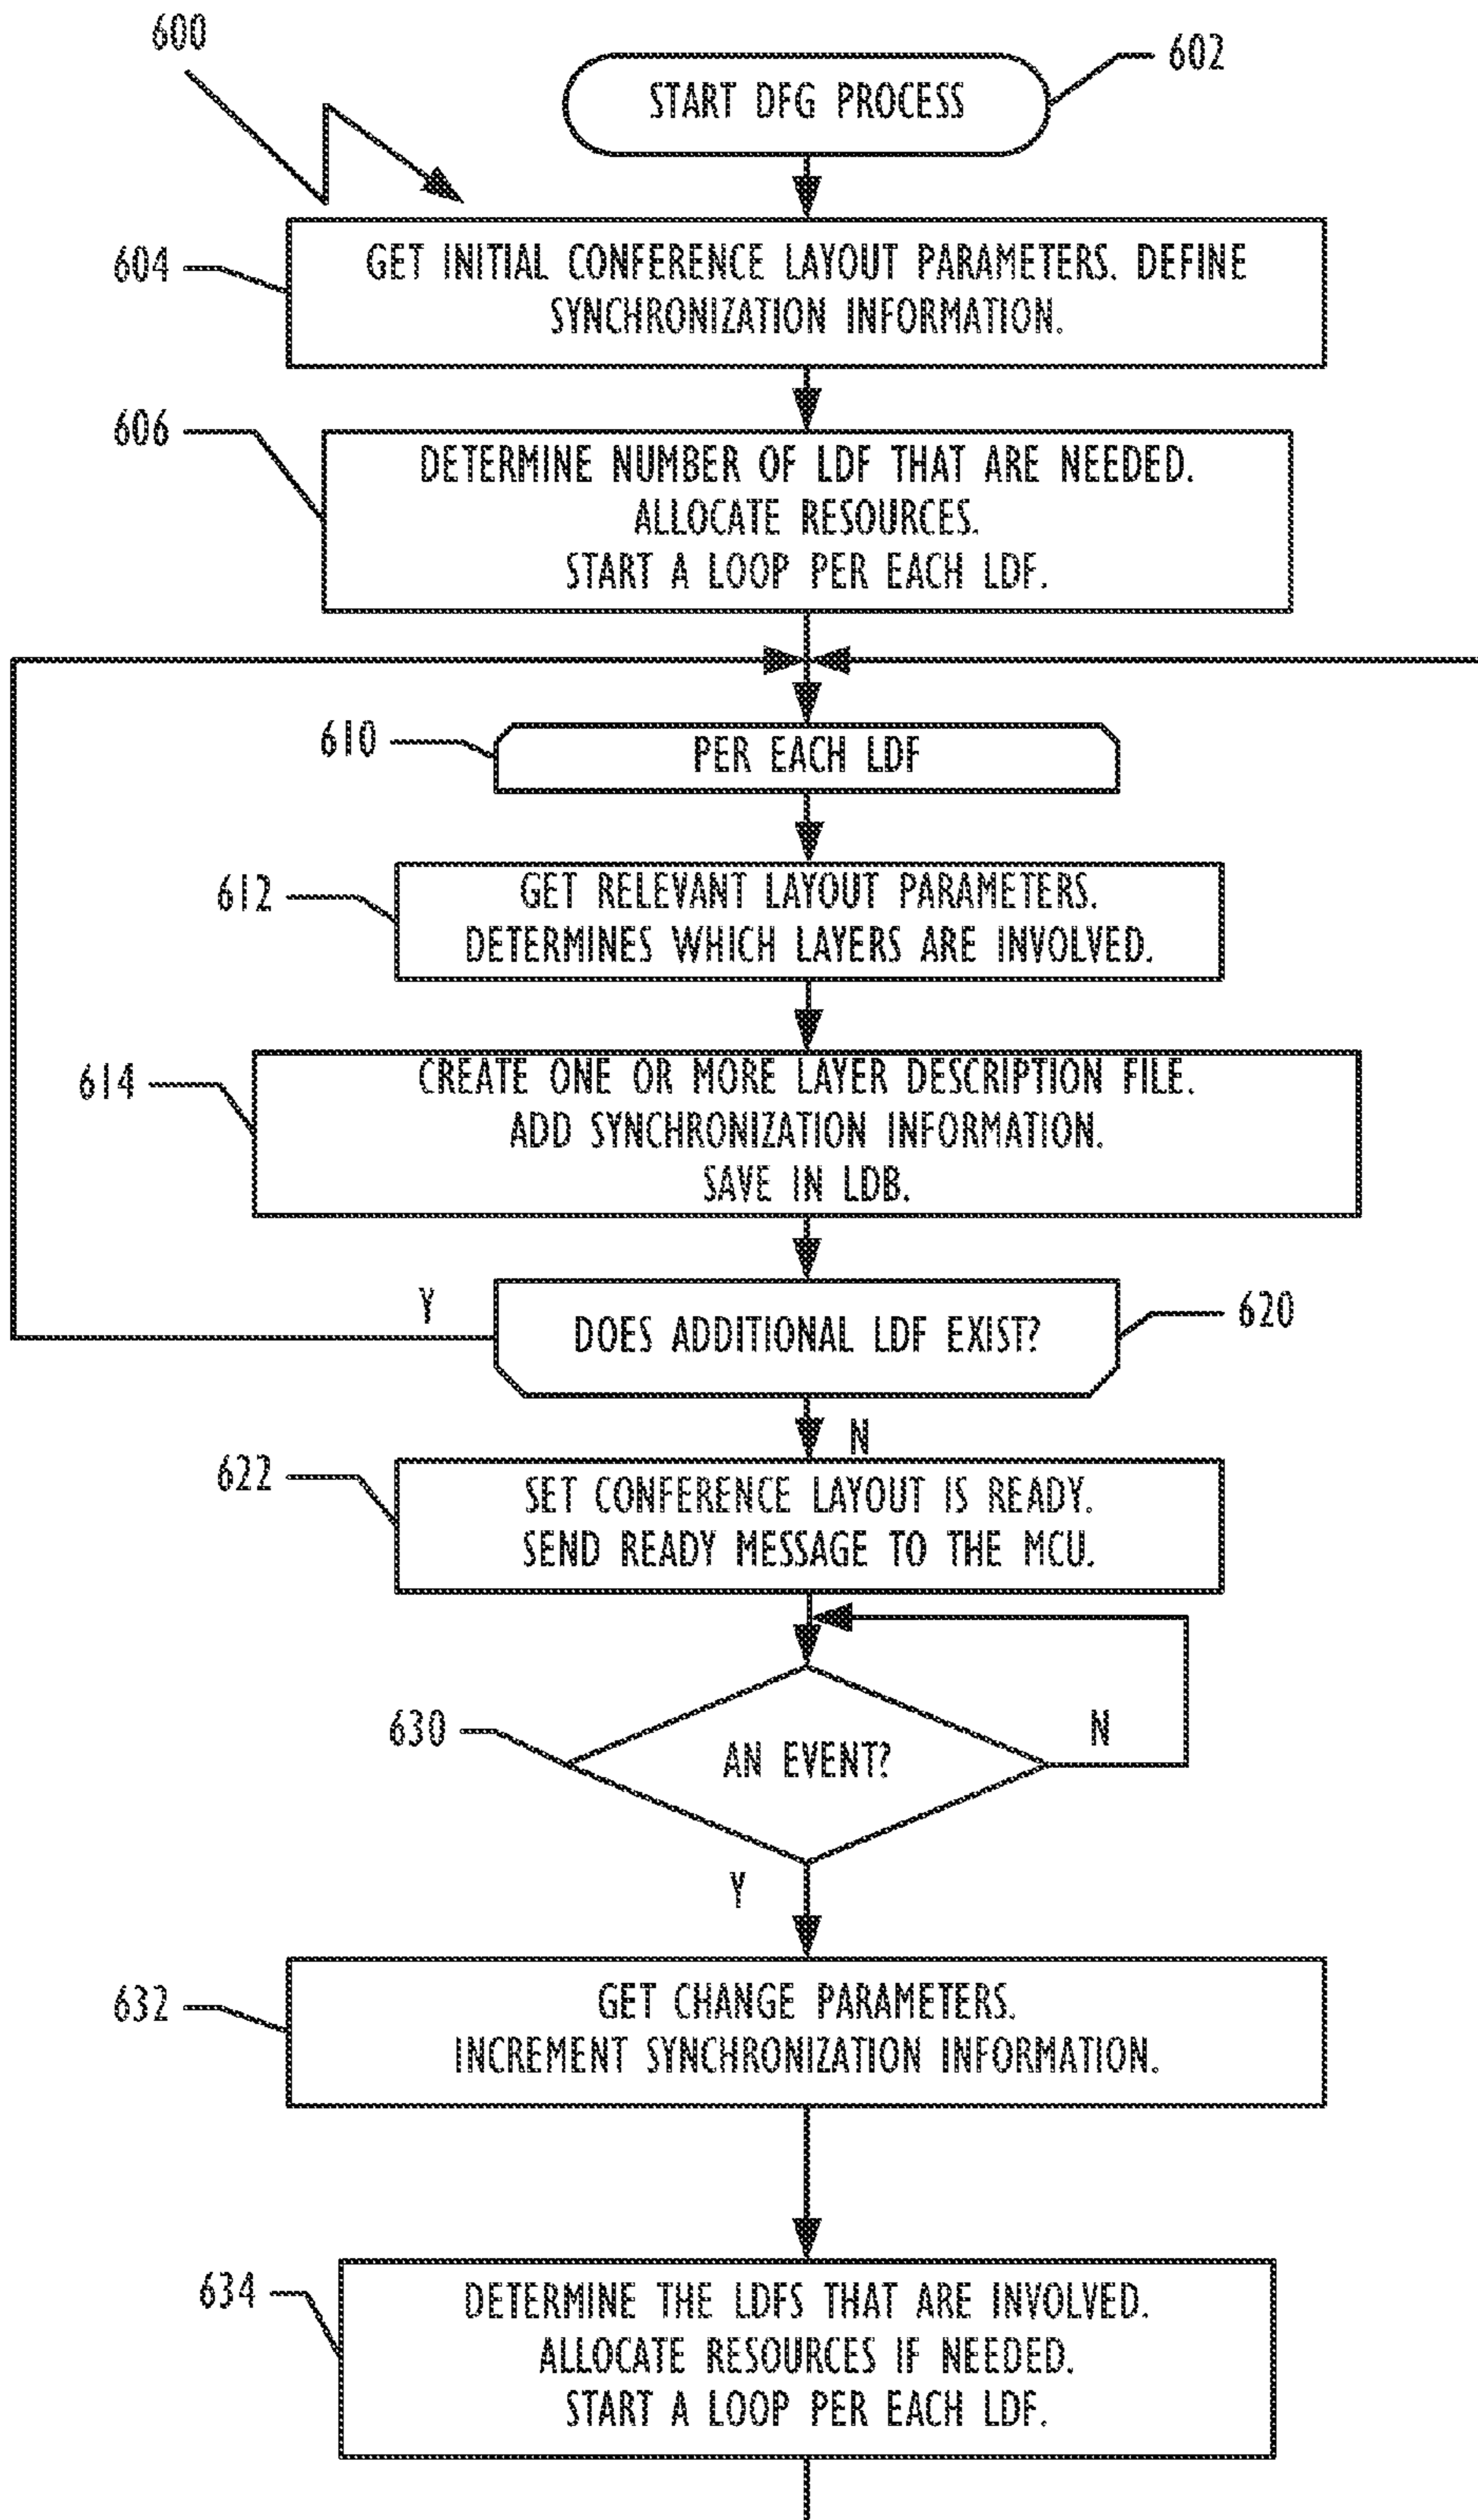 600
START DFG PROCESS
602
604
GET INITIAL CONFERENCE LAYOUT PARAMETERS. DEFINE
SYNCHRONIZATION INFORMATION.
606
DETERMINE NUMBER OF LDF THAT ARE NEEDED.
ALLOCATE RESOURCES.
START A LOOP PER EACH LDF.
610
PER EACH LDF
612
GET RELEVANT LAYOUT PARAMETERS.
DETERMINES WHICH LAYERS ARE INVOLVED.
614
CREATE ONE OR MORE LAYER DESCRIPTION FILE.
ADD SYNCHRONIZATION INFORMATION.
SAVE IN LDB.
Y
DOES ADDITIONAL LDF EXIST?
620
N
622
SET CONFERENCE LAYOUT IS READY.
SEND READY MESSAGE TO THE MCU.
630
AN EVENT?
N
Y
632
GET CHANGE PARAMETERS.
INCREMENT SYNCHRONIZATION INFORMATION.
634
DETERMINE THE LDFS THAT ARE INVOLVED.
ALLOCATE RESOURCES IF NEEDED.
START A LOOP PER EACH LDF.